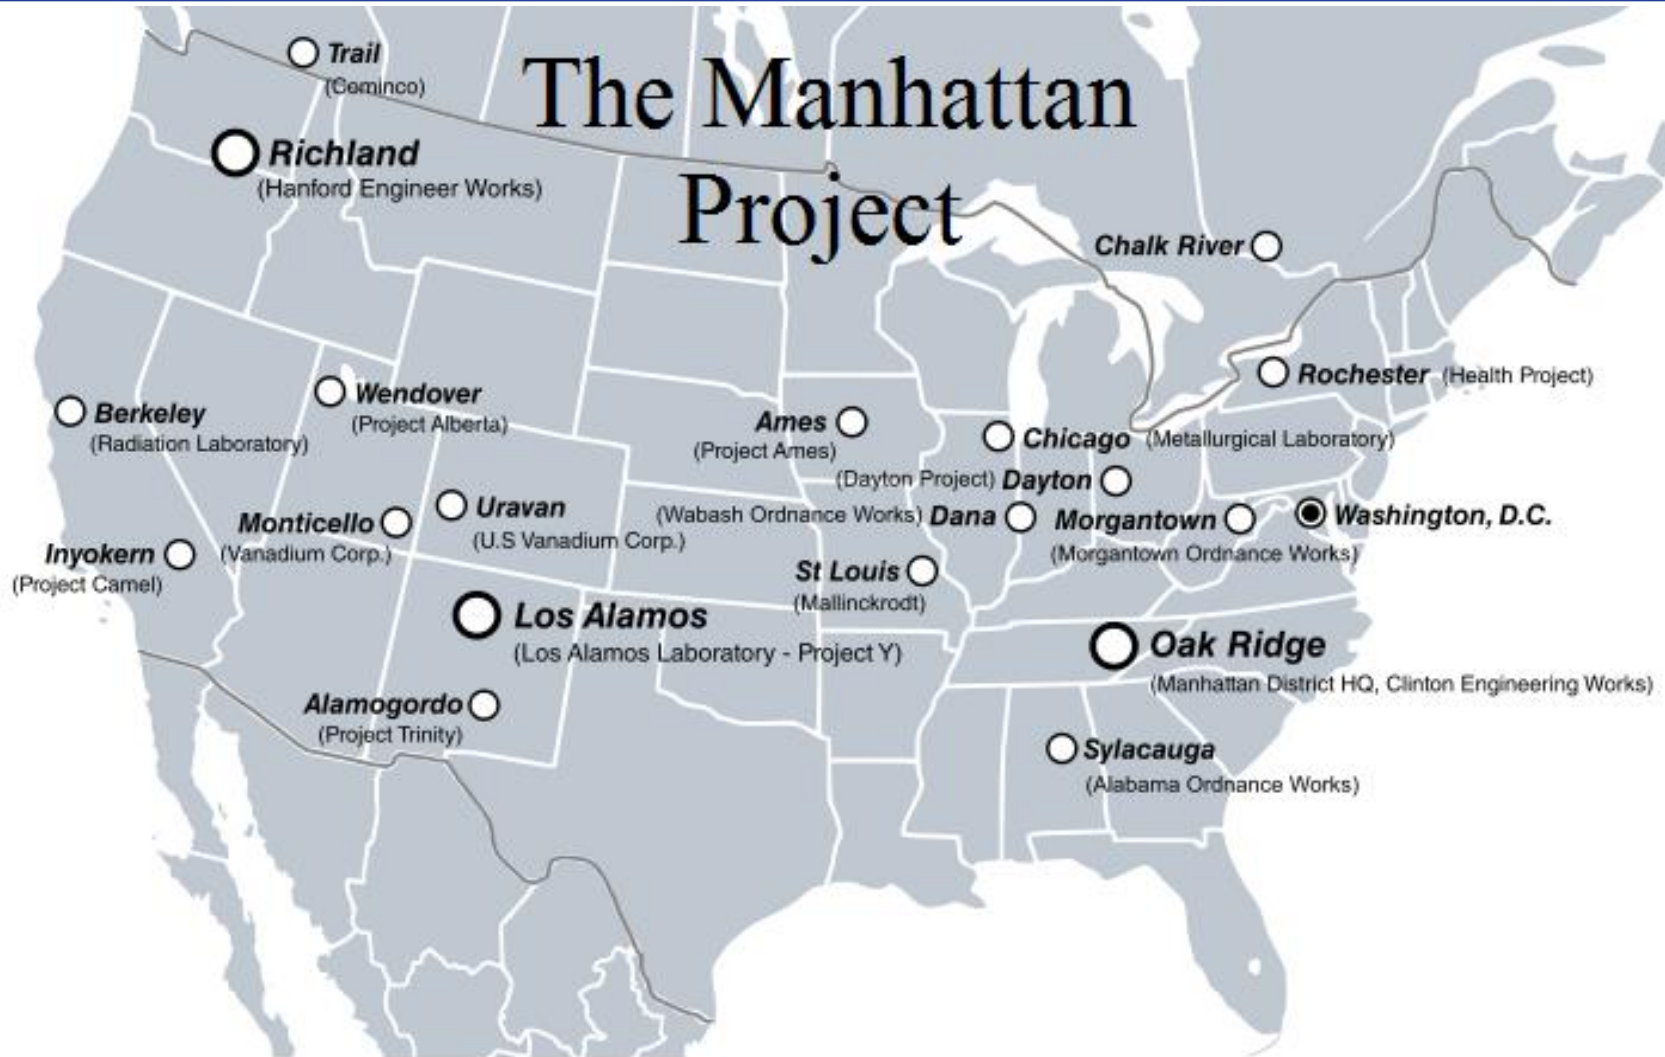 The Manhattan
Project
Trail
(Cominco)
Richland
(Hanford Engineer Works)
Chalk River
Rochester (Health Project)
Wendover
(Project Alberta)
Berkeley
(Radiation Laboratory)
Ames
(Project Ames)
Chicago (Metallurgical Laboratory)
(Dayton Project) Dayton
Uravan
(U.S Vanadium Corp.)
Monticello
(Vanadium Corp.)
(Wabash Ordnance Works) Dana
Morgantown
(Morgantown Ordnance Works)
Washington, D.C.
Inyokern
(Project Camel)
St Louis
(Mallinckrodt)
Los Alamos
(Los Alamos Laboratory - Project Y)
Oak Ridge
(Manhattan District HQ, Clinton Engineering Works)
Alamogordo
(Project Trinity)
Sylacauga
(Alabama Ordnance Works)